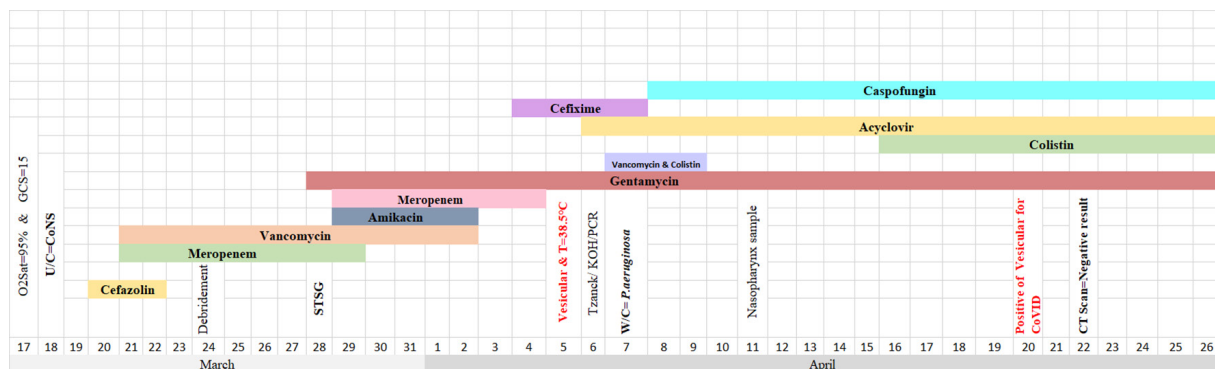 Caspofungin
Cefixime
Acyclovir
Colistin
Vancomycin & Colistin
Gentamycin
Meropenem
Amikacin
Vancomycin
Meropenem
Cefazolin
O2Sat=95% & GCS=15
U/C=CoNS
Debridement
STSG
Vesicular & T=38.5°C
Tzanck/ KOH/PCR
W/C= P.aeruginosa
Nasopharynx sample
Positive of Vesicular for
CoVID
CT Scan=Negative result
17 18 19 20 21 22 23 24 25 26 27 28 29 30 31 1 2 3 4 5 6 7 8 9 10 11 12 13 14 15 16 17 18 19 20 21 22 23 24 25 26
March April